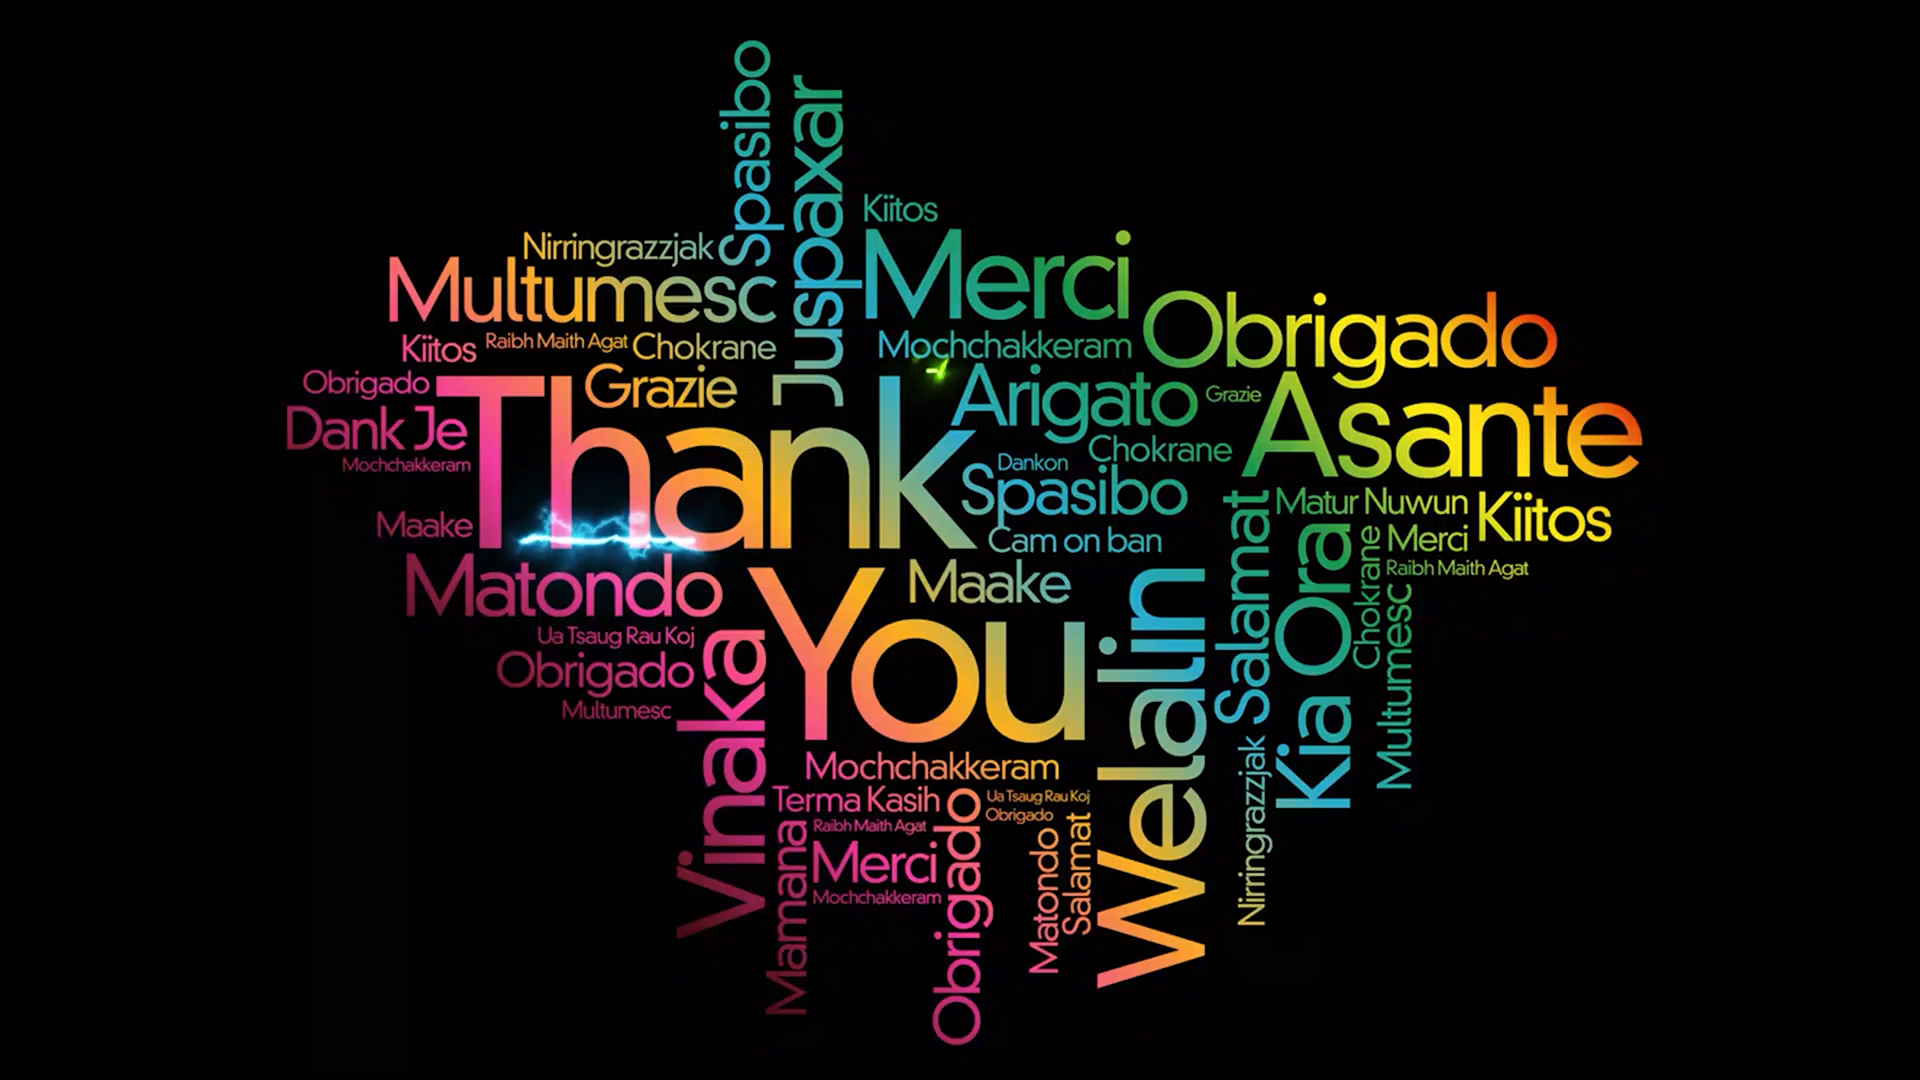 Spasibo
Juspaxar
Kiitos
Nirringrazzjak
Merci
Multumesc
Obrigado
Kiitos
Raibh Maith Agat
Chokrane
Mochchakkeram
Obrigado
Grazie
Arigato
Grazie
Asante
Dank Je
Thank
Chokrane
Mochchakkeram
Dankon
Spasibo
Matur Nuwun
Kiitos
Maake
Cam on ban
Salamat
Kia Ora
Chokrane
Merci
Raibh Maith Agat
Matondo
You
Maake
Welalin
Multumesc
Ua Tsaug Rau Koj
Obrigado
Multumesc
Vinaka
Nirringrazzjak
Mochchakkeram
Terma Kasih
Obrigado
Ua Tsaug Rau Koj
Obrigado
Raibh Maith Agat
Mamana
Merci
Mochchakkeram
Matondo
Salamat